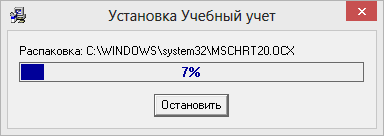 Установка Учебный учет
Распаковка: C:\WINDOWS\system32\MSCHRT20.OCX
7%
Остановить